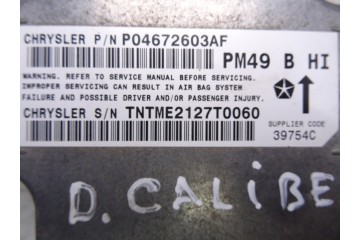 CHRYSLER P/N P04672603AF
PM49 B HI
WARNING. REFER TO SERVICE MANUAL BEFORE SERVICING.
IMPROPER SERVICING CAN RESULT IN AIR BAG SYSTEM
FAILURE AND POSSIBLE DRIVER AND/OR PASSENGER INJURY
CHRYSLER S/N TNTME2127T0060
SUPPLIER CODE
39754C
D. CALIBE